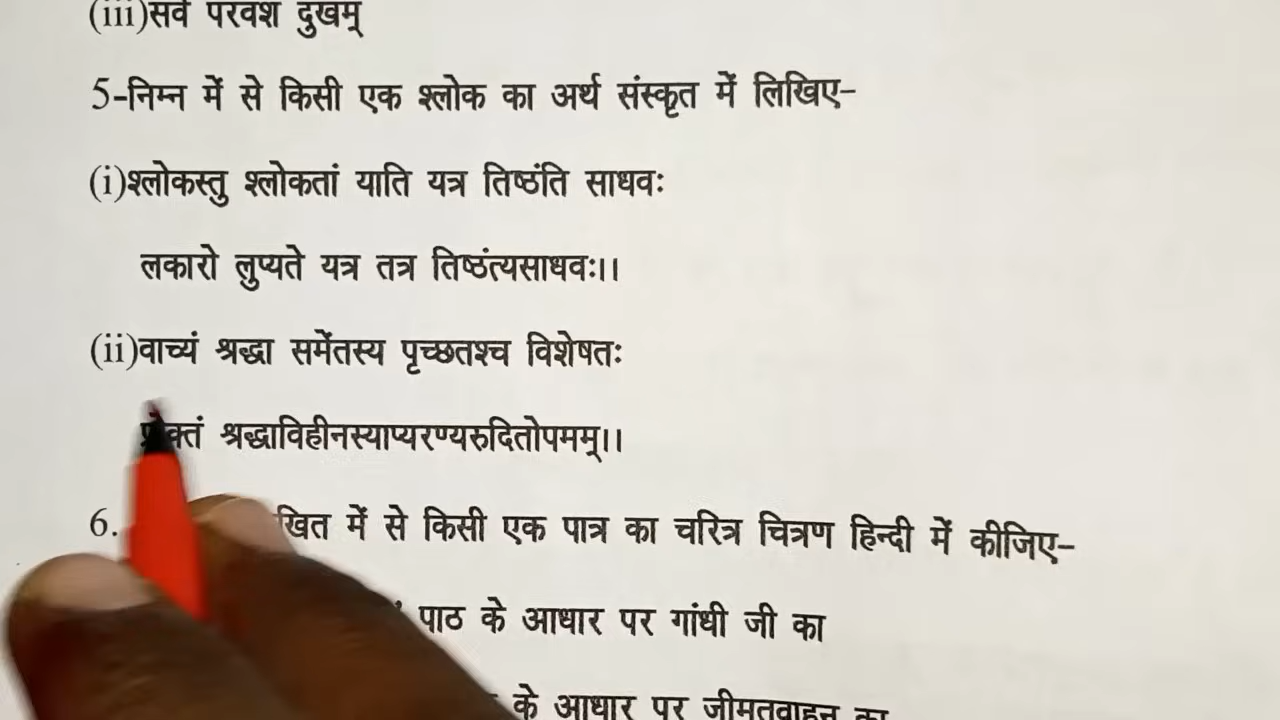 (iii)सर्वं परवशं दुखम्
5-निम्न में से किसी एक श्लोक का अर्थ संस्कृत में लिखिए-
(i)श्लोकस्तु श्लोकतां याति यत्र तिष्ठंति साधवः
लकारो लुप्यते यत्र तत्र तिष्ठंत्यसाधवः।।
(ii)वाच्यं श्रद्धा समेंतस्य पृच्छतश्च विशेषतः
प्रोक्तं श्रद्धाविहीनस्याप्यरण्यरुदितोपमम्।।
6. में से किसी एक पात्र का चरित्र चित्रण हिन्दी में कीजिए-
पाठ के आधार पर गांधी जी का
के आधार पर जीमूतवाहन का